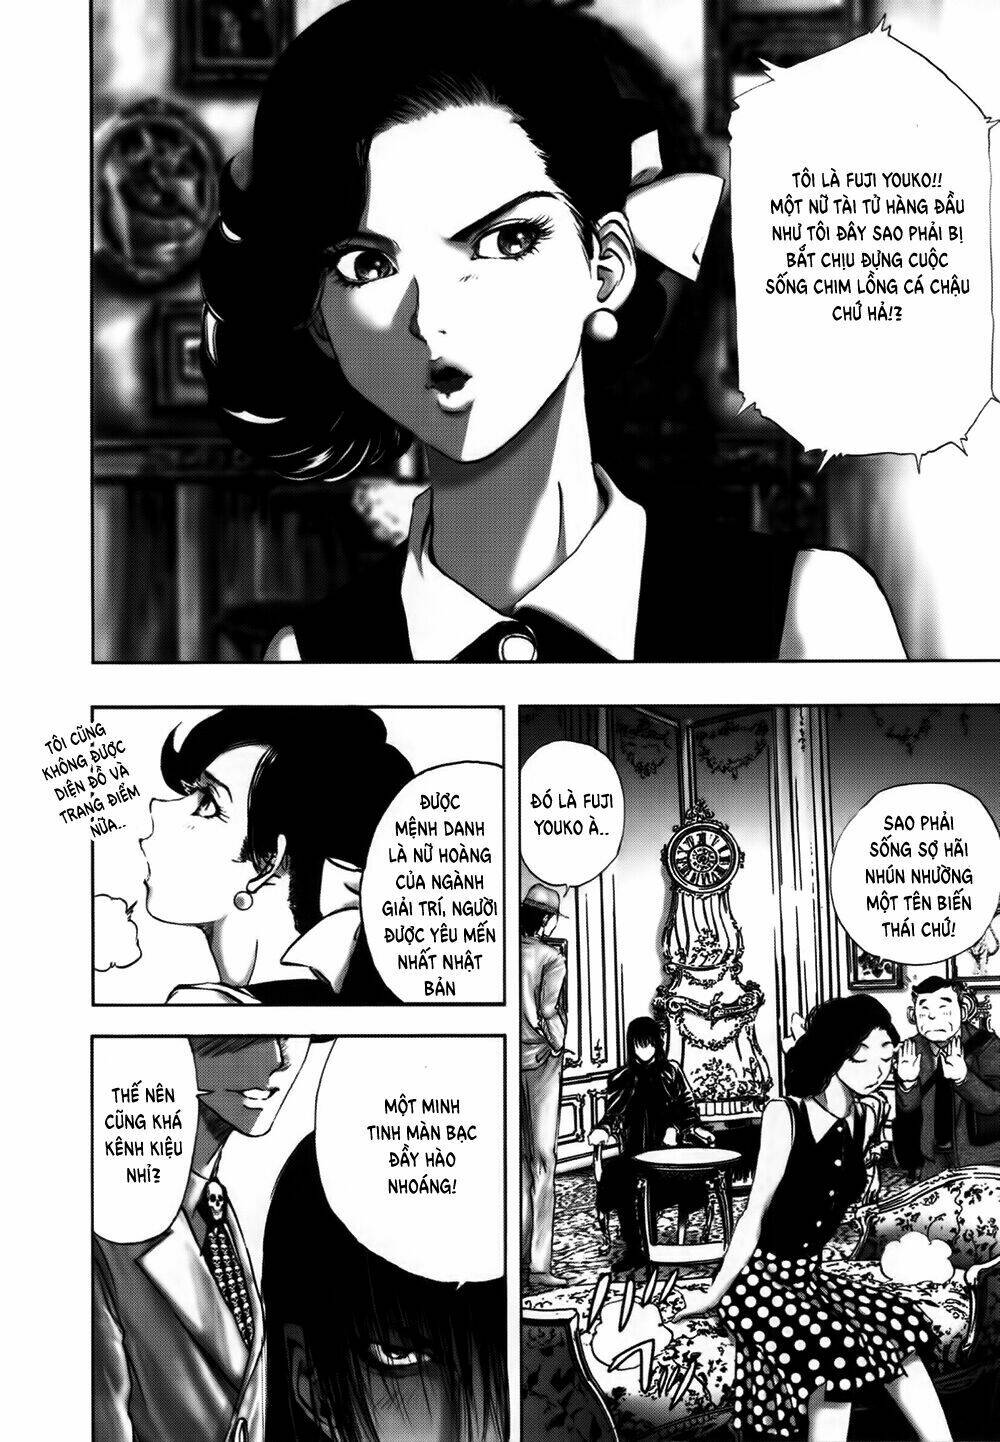 TÔI LÀ FUJI YOUKO!!
MỘT NỮ TÀI TỬ HÀNG ĐẦU
NHƯ TÔI ĐÂY SAO PHẢI BỊ
BẮT CHỊU ĐỰNG CUỘC
SỐNG CHIM LỒNG CÁ CHẬU
CHỨ HẢ!?
SAO PHẢI
SỐNG SỢ HÃI
NHÚN NHƯỜNG
MỘT TÊN BIẾN
THÁI CHỨ!
ĐÓ LÀ FUJI
YOUKO À..
ĐƯỢC
MỆNH DANH
LÀ NỮ HOÀNG
CỦA NGÀNH
GIẢI TRÍ, NGƯỜI
ĐƯỢC YÊU MẾN
NHẤT NHẬT
BẢN
TÔI CŨNG
KHÔNG ĐƯỢC
DIỆN ĐỒ VÀ
TRANG ĐIỂM
NỮA..
MỘT MINH
TINH MÀN BẠC
ĐẦY HÀO
NHOÁNG!
THẾ NÊN
CŨNG KHÁ
KÊNH KIỆU
NHỈ?